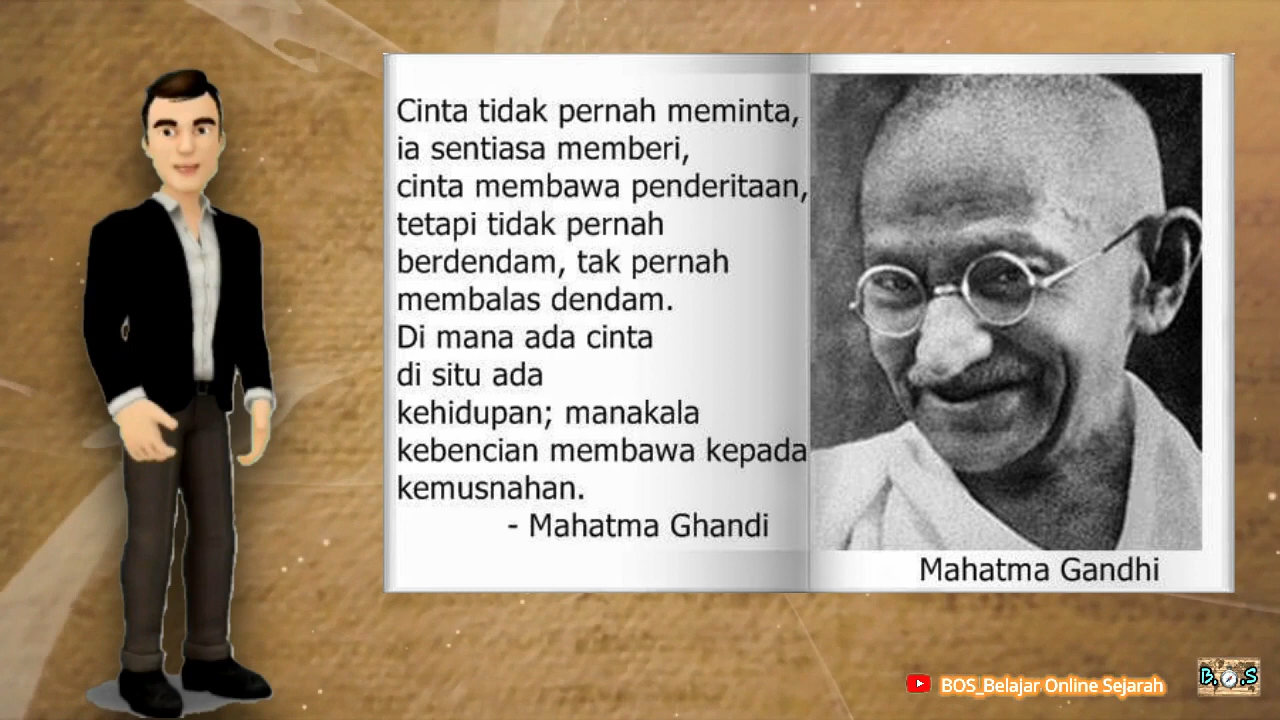 Cinta tidak pernah meminta,
ia sentiasa memberi,
cinta membawa penderitaan,
tetapi tidak pernah
berdendam, tak pernah
membalas dendam.
Di mana ada cinta
di situ ada
kehidupan; manakala
kebencian membawa kepada
kemusnahan.
- Mahatma Ghandi
Mahatma Gandhi
BOS_Belajar Online Sejarah
B.O.S